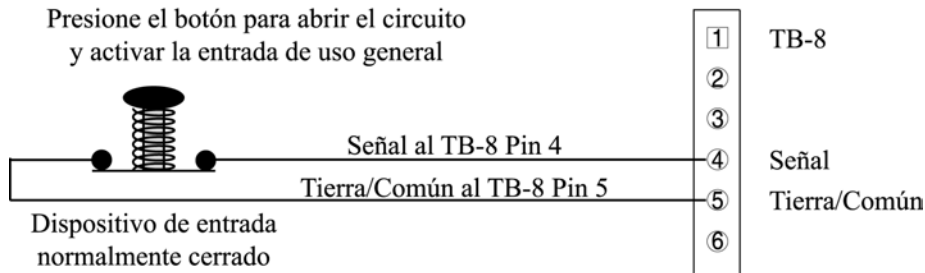 Presione el botón para abrir el circuito
y activar la entrada de uso general
1 TB-8
2
3
Señal al TB-8 Pin 4
4 Señal
Tierra/Común al TB-8 Pin 5
5 Tierra/Común
6
Dispositivo de entrada
normalmente cerrado